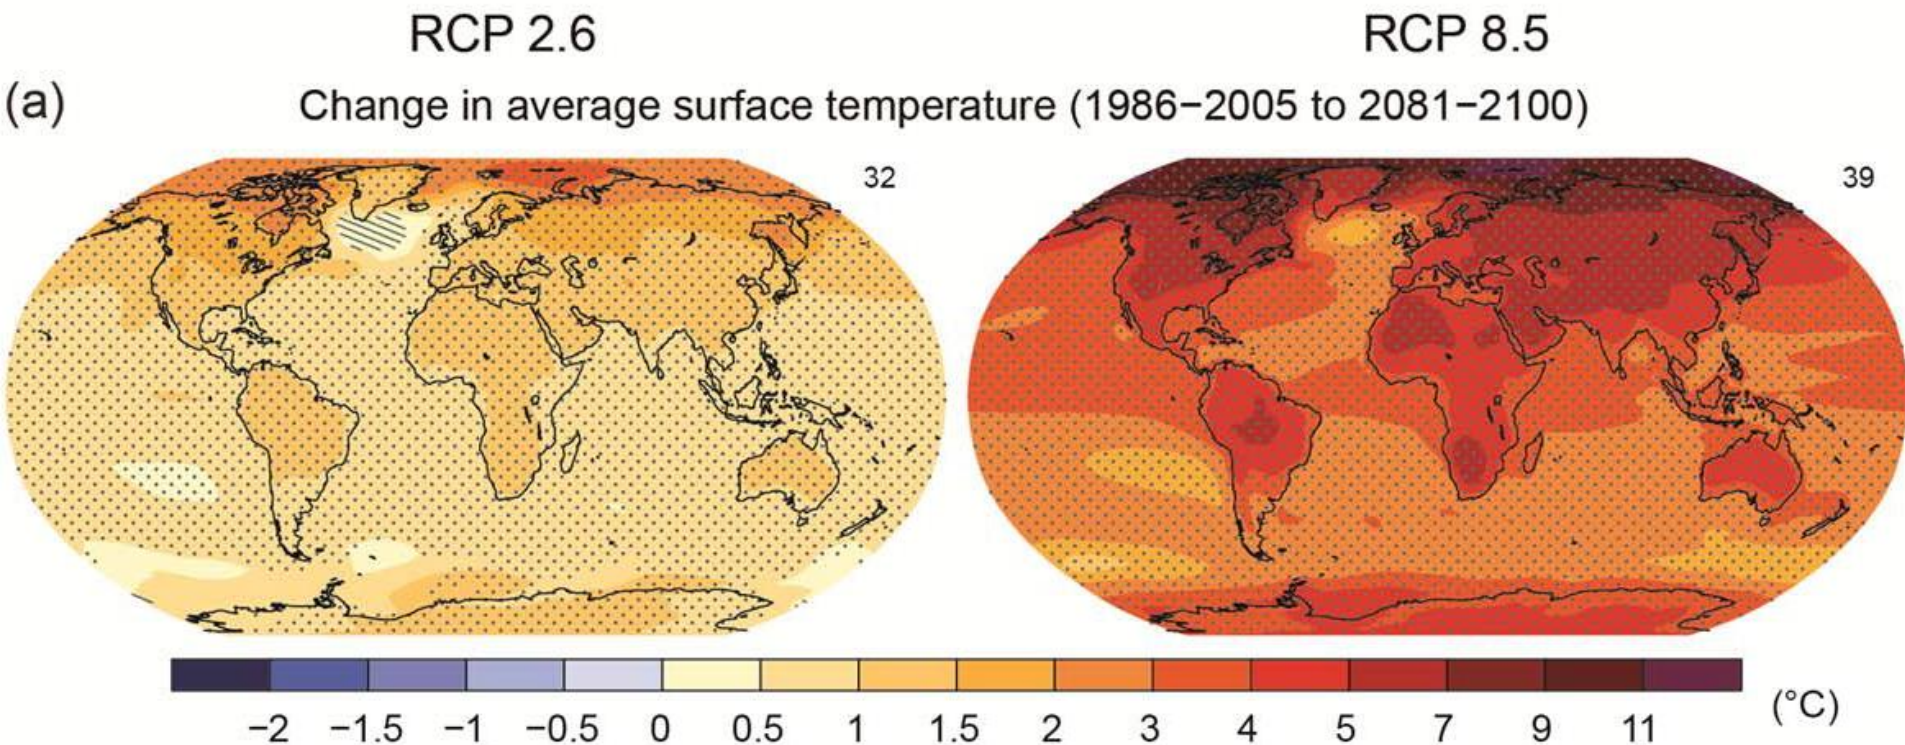 RCP 2.6 RCP 8.5
(a) Change in average surface temperature (1986−2005 to 2081−2100)
32 39
−2 −1.5 −1 −0.5 0 0.5 1 1.5 2 3 4 5 7 9 11 (°C)